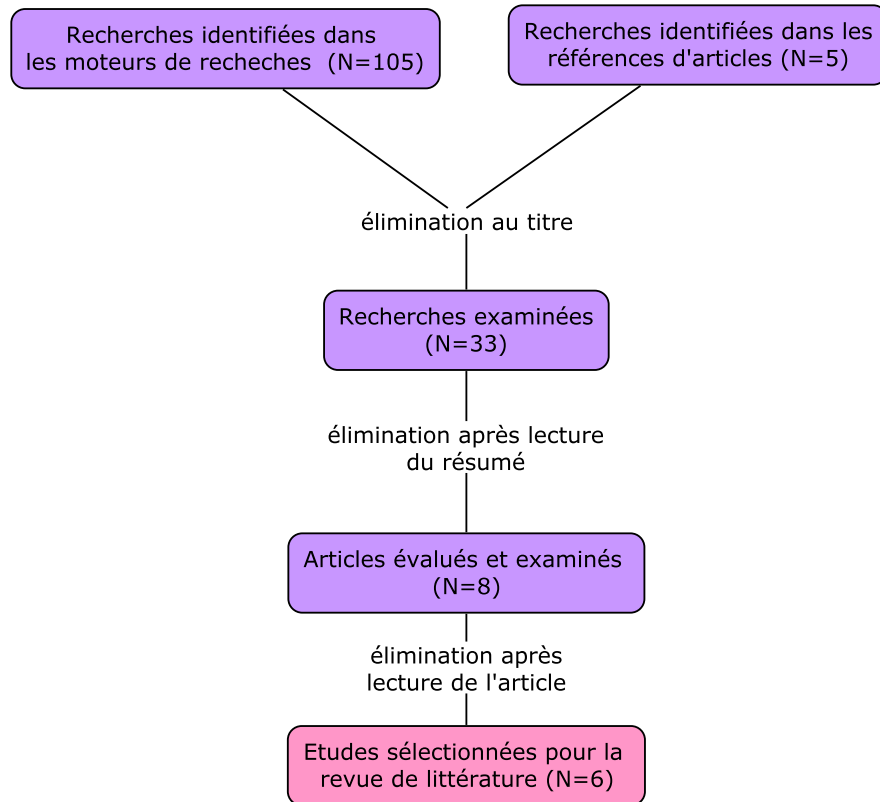 Recherches identifiées dans
les moteurs de recheches  (N=105)
Recherches identifiées dans les
références d'articles (N=5)
élimination au titre
Recherches examinées
(N=33)
élimination après lecture
du résumé
Articles évalués et examinés
(N=8)
élimination après
lecture de l'article
Etudes sélectionnées pour la
revue de littérature (N=6)